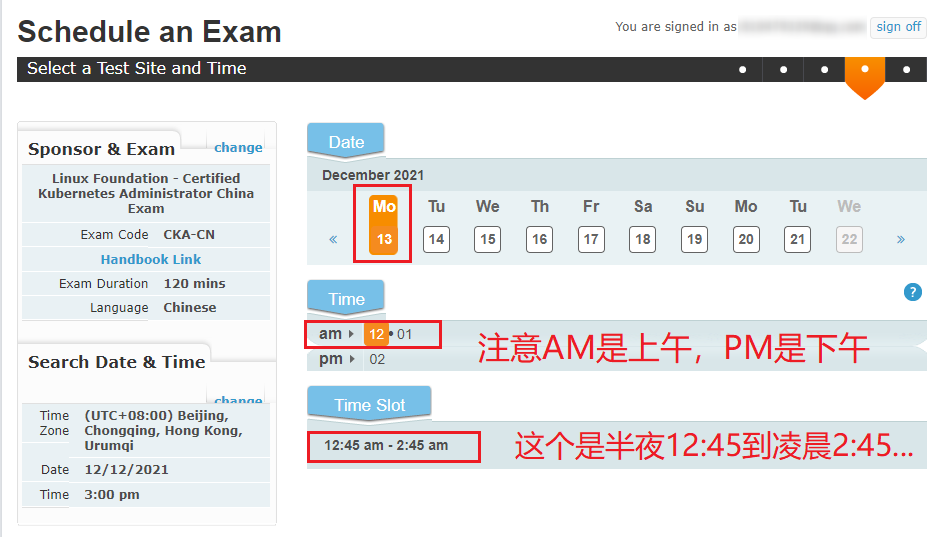 Schedule an Exam
You are signed in as
sign off
Select a Test Site and Time
Sponsor & Exam
change
Linux Foundation - Certified
Kubernetes Administrator China
Exam
Exam Code CKA-CN
Handbook Link
Exam Duration 120 mins
Language Chinese
Search Date & Time
change
Time Zone
(UTC+08:00) Beijing,
Chongqing, Hong Kong,
Urumqi
Date 12/12/2021
Time 3:00 pm
Date
December 2021
Mo Tu We Th Fr Sa Su Mo Tu We
« 13 14 15 16 17 18 19 20 21 22 »
Time
?
am 12 • 01
注意AM是上午，PM是下午
pm 02
Time Slot
12:45 am - 2:45 am
这个是半夜12:45到凌晨2:45...